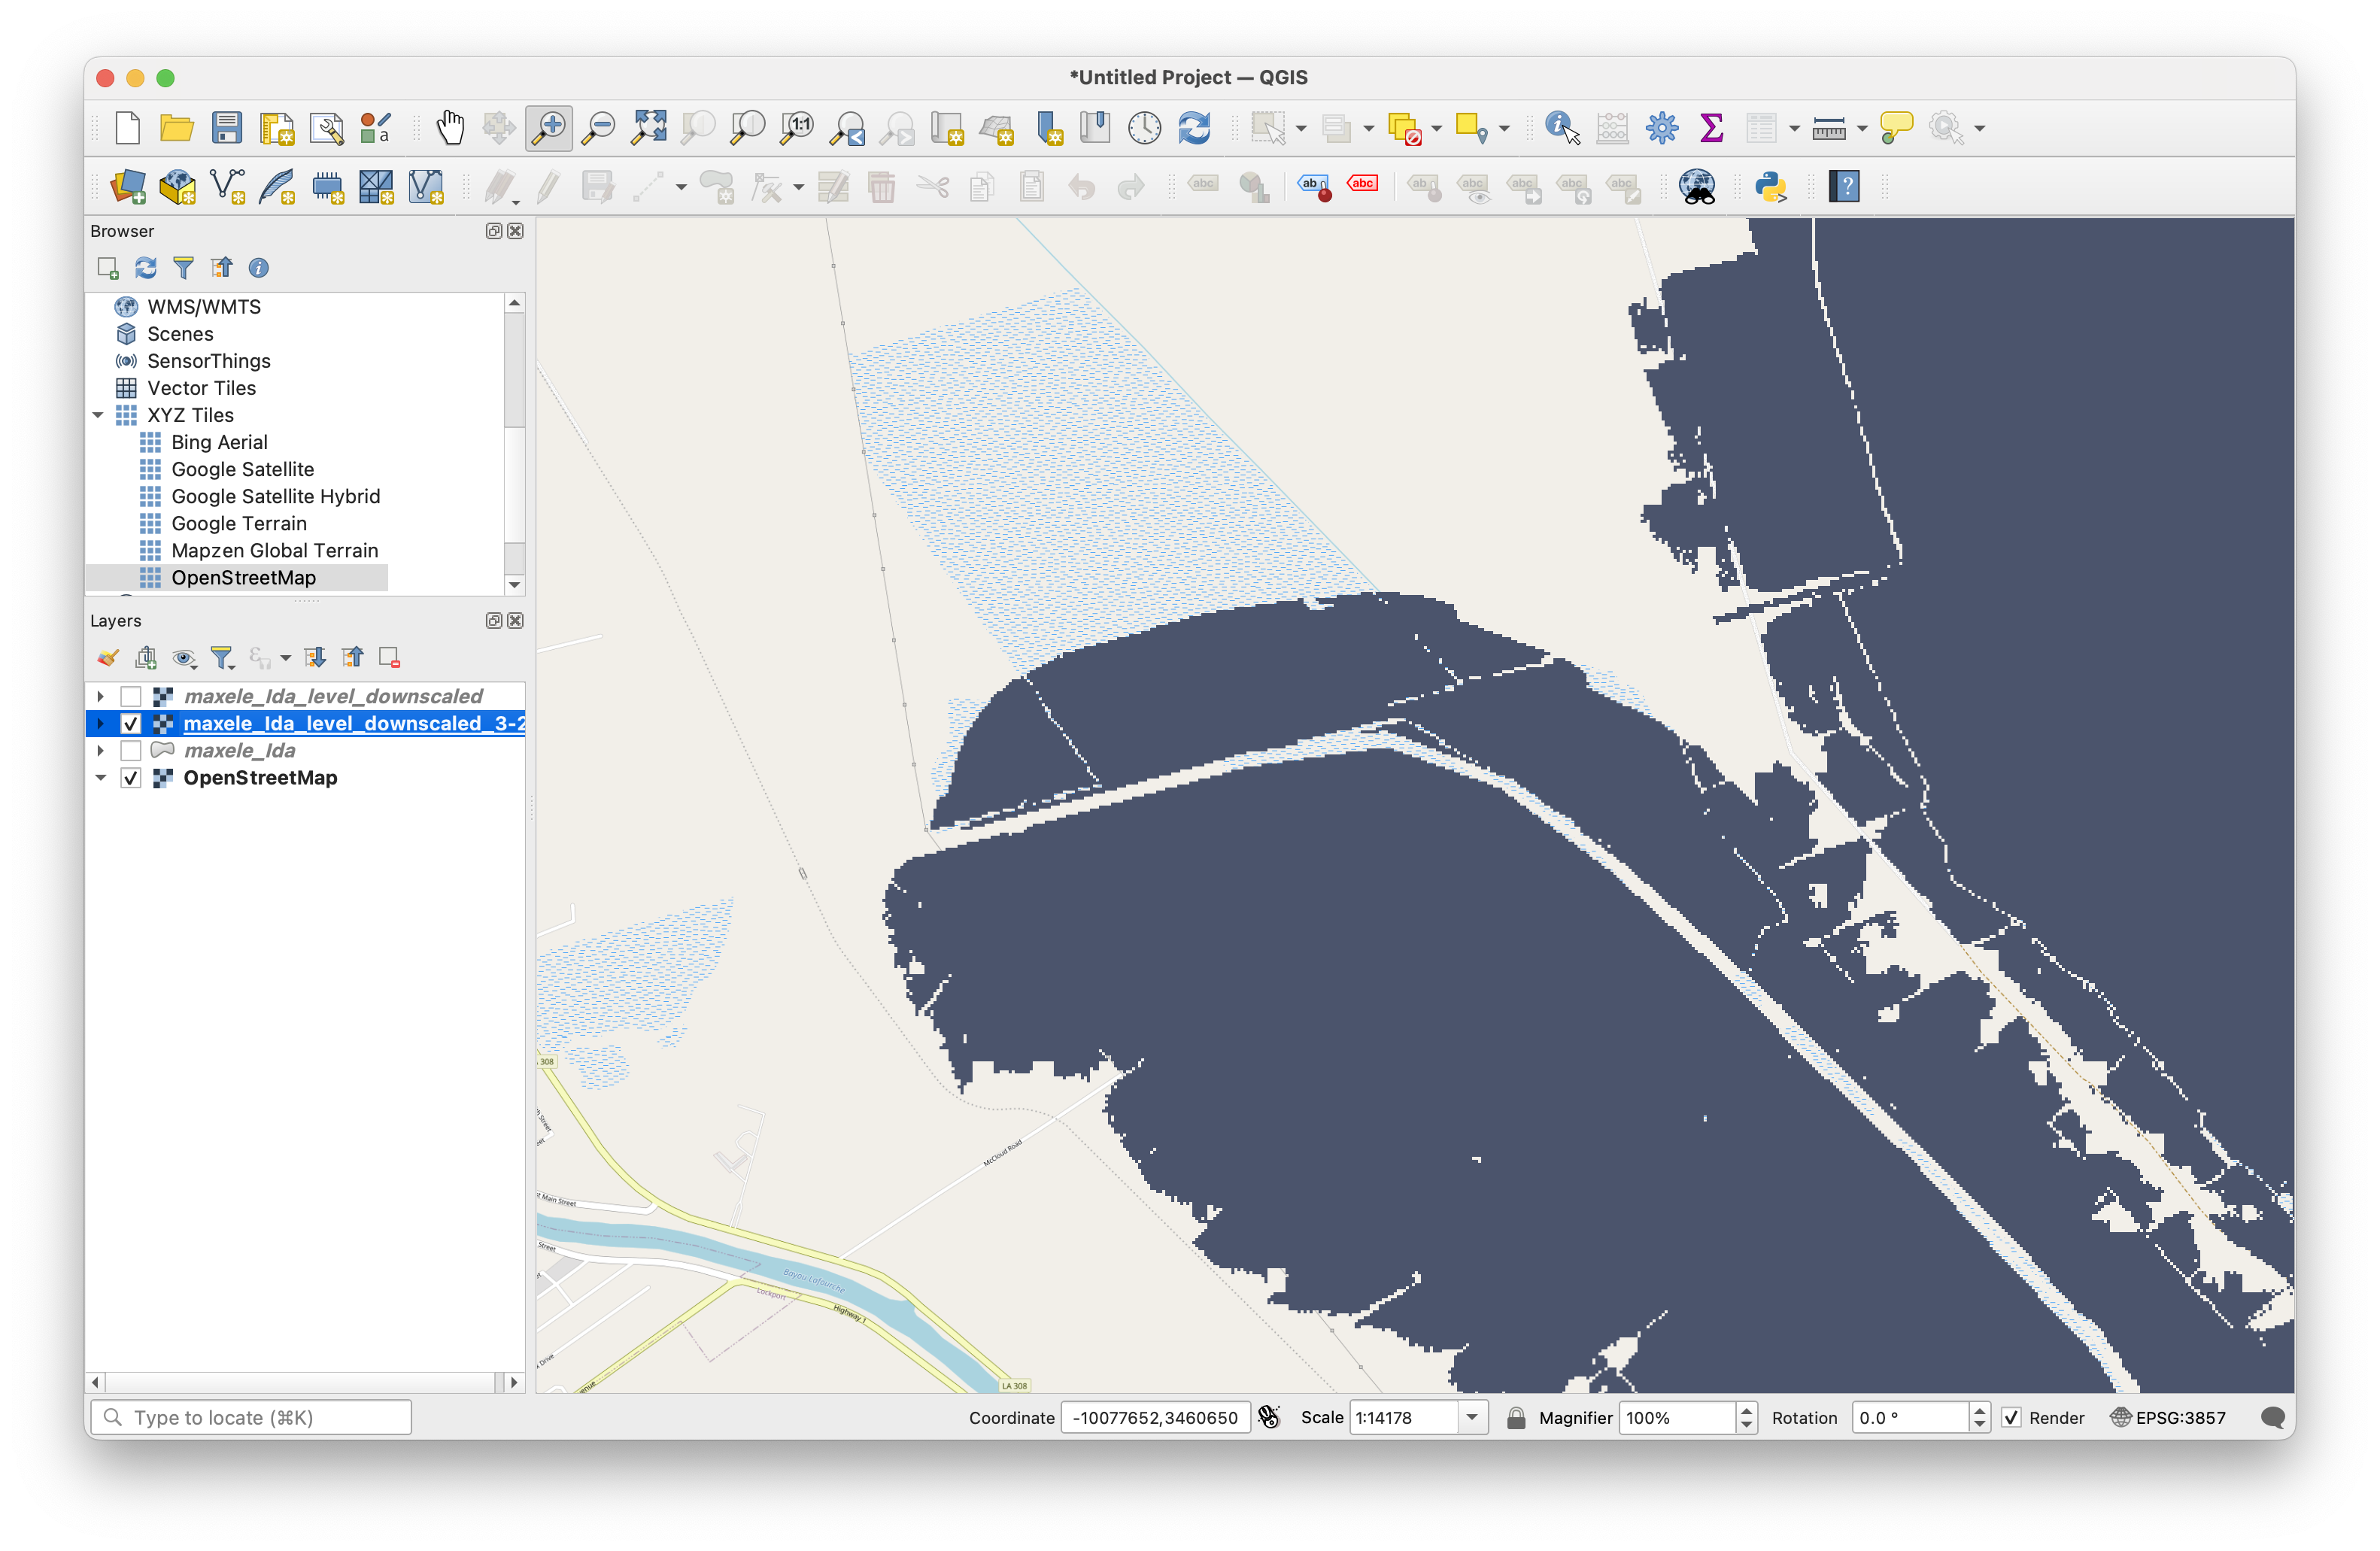 *Untitled Project — QGIS
Browser
WMS/WMTS
Scenes
SensorThings
Vector Tiles
XYZ Tiles
Bing Aerial
Google Satellite
Google Satellite Hybrid
Google Terrain
Mapzen Global Terrain
OpenStreetMap
Layers
maxele_Ida_level_downscaled
maxele_Ida_level_downscaled_3-2
maxele_Ida
OpenStreetMap
308
McCloud Road
Main Street
Street
Bayou Lafourche
Lockport
Highway 1
Drive
LA 308
Type to locate (⌘K)
Coordinate -10077652,3460650 Scale 1:14178 Magnifier 100% Rotation 0.0 ° Render EPSG:3857